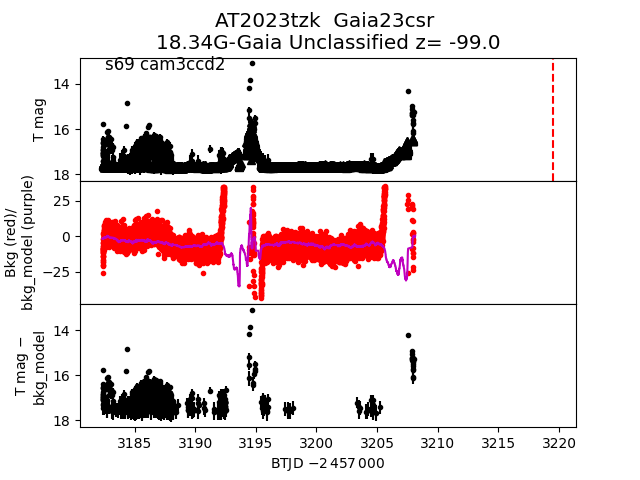 AT2023tzk  Gaia23csr
18.34G-Gaia Unclassified z= -99.0
s69 cam3ccd2
14
16
18
T mag
25
0
−25
Bkg (red)/
bkg_model (purple)
14
16
18
T mag −
bkg_model
3185
3190
3195
3200
3205
3210
3215
3220
BTJD −2 457 000